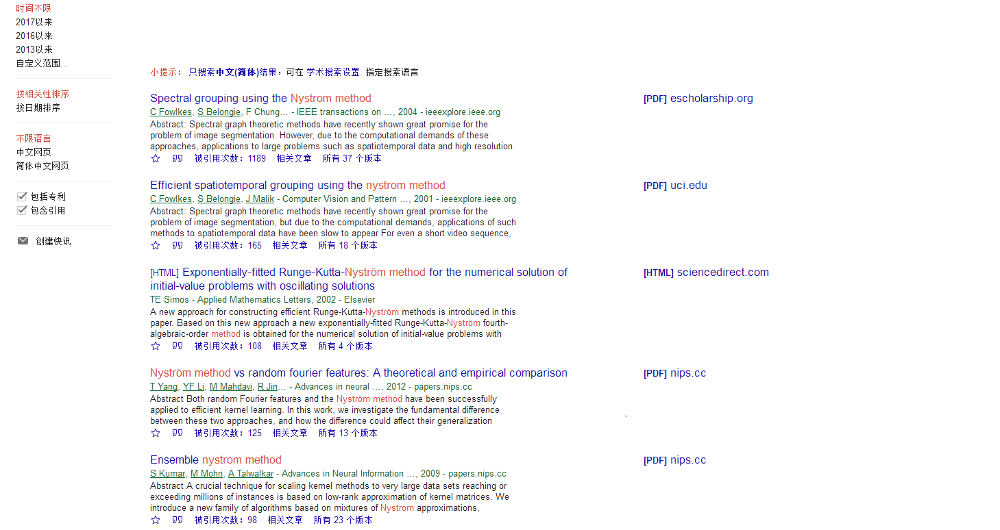 时间不限
2017以来
2016以来
2013以来
自定义范围...
按相关性排序
按日期排序
不限语言
中文网页
简体中文网页
包括专利
包含引用
创建快讯
小提示： 只搜索中文(简体)结果，可在 学术搜索设置. 指定搜索语言
Spectral grouping using the Nystrom method
[PDF] escholarship.org
C Fowlkes, S Belongie, F Chung... - IEEE transactions on ..., 2004 - ieeexplore.ieee.org
Abstract: Spectral graph theoretic methods have recently shown great promise for the
problem of image segmentation. However, due to the computational demands of these
approaches, applications to large problems such as spatiotemporal data and high resolution
被引用次数：1189 相关文章 所有 37 个版本
Efficient spatiotemporal grouping using the nystrom method
[PDF] uci.edu
C Fowlkes, S Belongie, J Malik - Computer Vision and Pattern ..., 2001 - ieeexplore.ieee.org
Abstract: Spectral graph theoretic methods have recently shown great promise for the
problem of image segmentation, but due to the computational demands, applications of such
methods to spatiotemporal data have been slow to appear For even a short video sequence,
被引用次数：165 相关文章 所有 18 个版本
[HTML] Exponentially-fitted Runge-Kutta-Nyström method for the numerical solution of
initial-value problems with oscillating solutions
[HTML] sciencedirect.com
TE Simos - Applied Mathematics Letters, 2002 - Elsevier
A new approach for constructing efficient Runge-Kutta-Nyström methods is introduced in this
paper. Based on this new approach a new exponentially-fitted Runge-Kutta-Nyström fourth-
algebraic-order method is obtained for the numerical solution of initial-value problems with
被引用次数：108 相关文章 所有 4 个版本
Nyström method vs random fourier features: A theoretical and empirical comparison
[PDF] nips.cc
T Yang, YF Li, M Mahdavi, R Jin... - Advances in neural ..., 2012 - papers.nips.cc
Abstract Both random Fourier features and the Nyström method have been successfully
applied to efficient kernel learning. In this work, we investigate the fundamental difference
between these two approaches, and how the difference could affect their generalization
被引用次数：125 相关文章 所有 13 个版本
Ensemble nystrom method
[PDF] nips.cc
S Kumar, M Mohri, A Talwalkar - Advances in Neural Information ..., 2009 - papers.nips.cc
Abstract A crucial technique for scaling kernel methods to very large data sets reaching or
exceeding millions of instances is based on low-rank approximation of kernel matrices. We
introduce a new family of algorithms based on mixtures of Nystrom approximations,
被引用次数：98 相关文章 所有 23 个版本